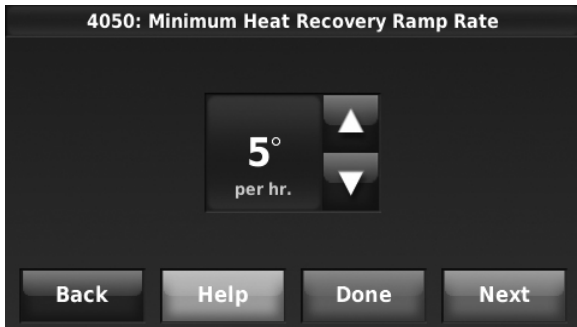 4050: Minimum Heat Recovery Ramp Rate
5°
per hr.
Back Help Done Next